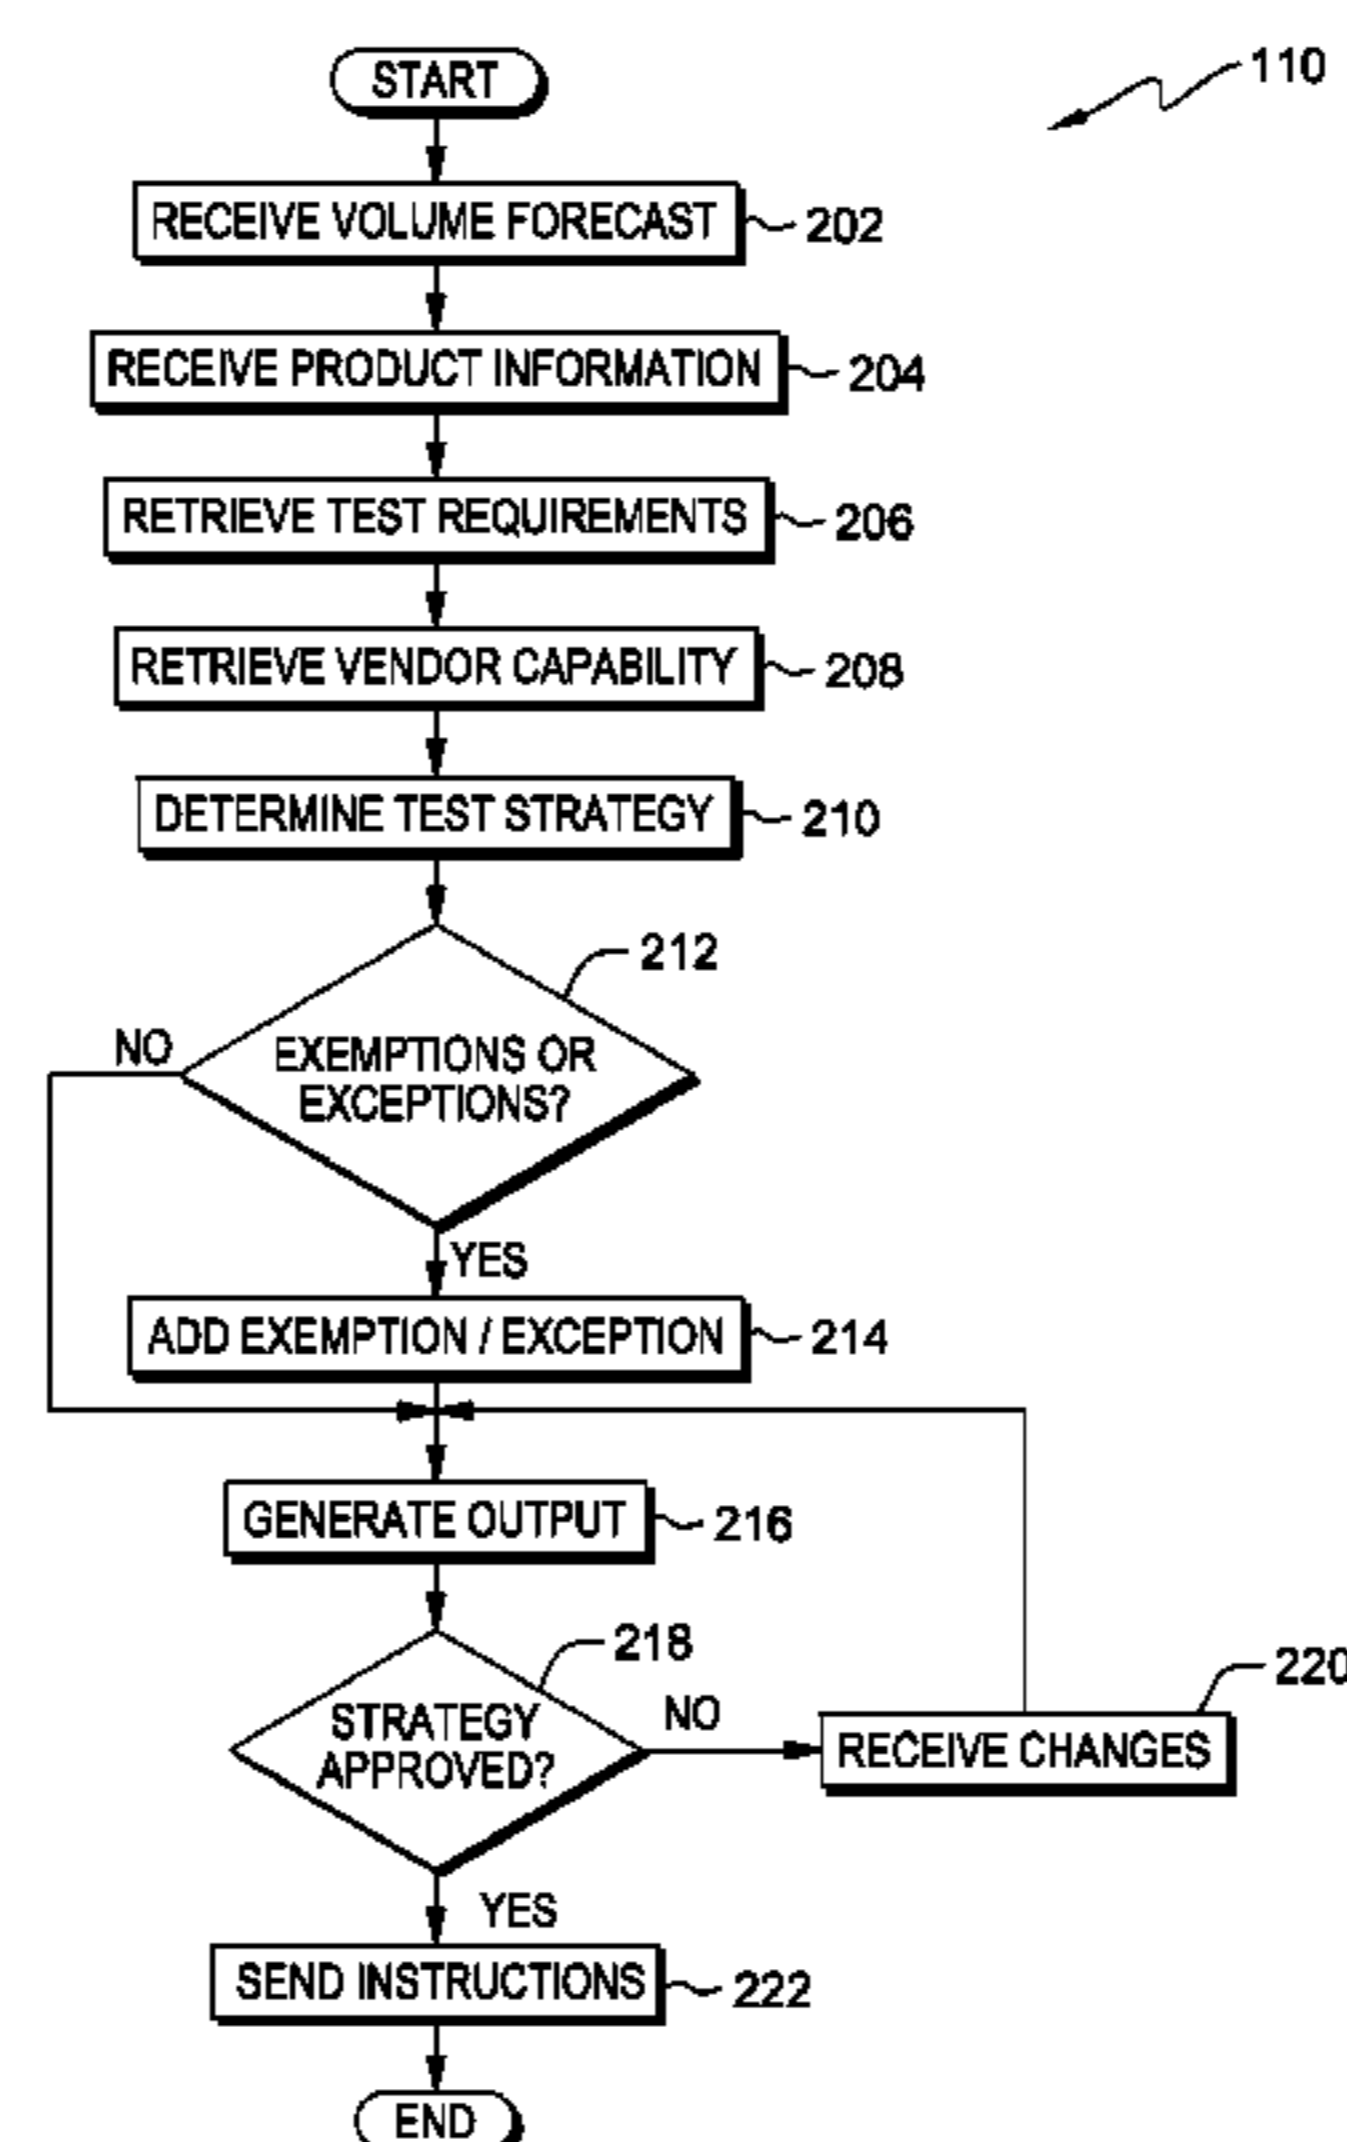 START
110
RECEIVE VOLUME FORECAST
202
RECEIVE PRODUCT INFORMATION
204
RETRIEVE TEST REQUIREMENTS
206
RETRIEVE VENDOR CAPABILITY
208
DETERMINE TEST STRATEGY
210
212
NO
EXEMPTIONS OR
EXCEPTIONS?
YES
ADD EXEMPTION / EXCEPTION
214
GENERATE OUTPUT
216
218
STRATEGY
APPROVED?
NO
220
RECEIVE CHANGES
YES
SEND INSTRUCTIONS
222
END